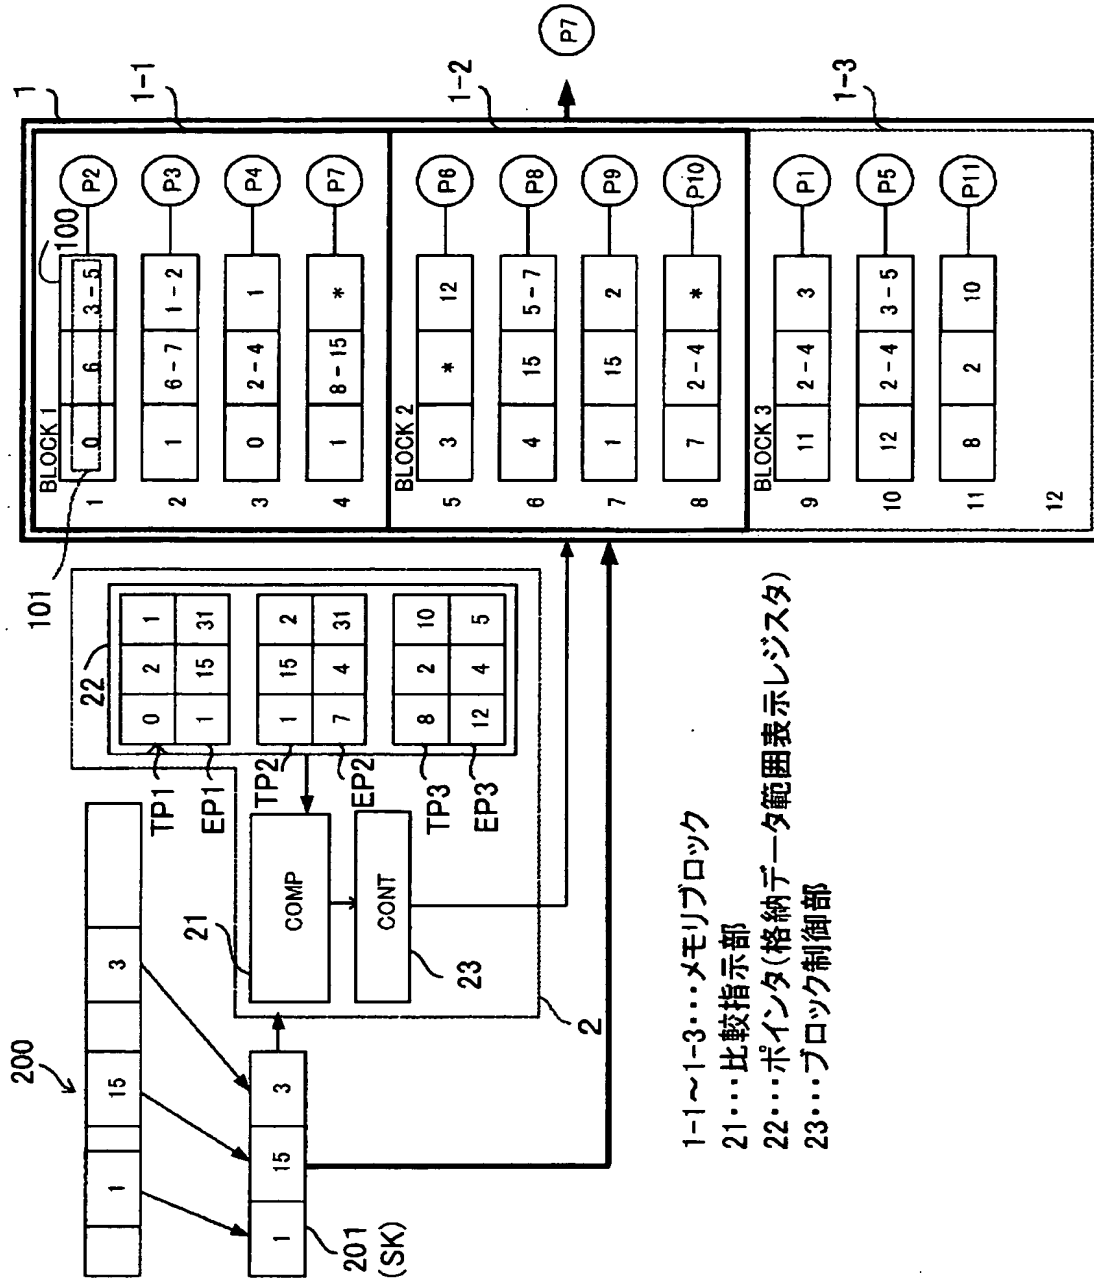 200
1 15 3
1 15 3
201
(SK)
2
21
COMP
CONT
23
22
TP1 0 2 1
EP1 1 15 31
TP2 1 15 2
EP2 7 4 31
TP3 8 2 10
EP3 12 4 5
101
100
1
1-1
BLOCK 1
1 0 6 3-5 P2
2 1 6-7 1-2 P3
3 0 2-4 1 P4
4 1 8-15 * P7
1-2
BLOCK 2
5 3 * 12 P6
6 4 15 5-7 P8
7 1 15 2 P9
8 7 2-4 * P10
P7
1-3
BLOCK 3
9 11 2-4 3 P1
10 12 2-4 3-5 P5
11 8 2 10 P11
12
1-1~1-3・・・メモリブロック
21・・・比較指示部
22・・・ポインタ(格納データ範囲表示レジスタ)
23・・・ブロック制御部